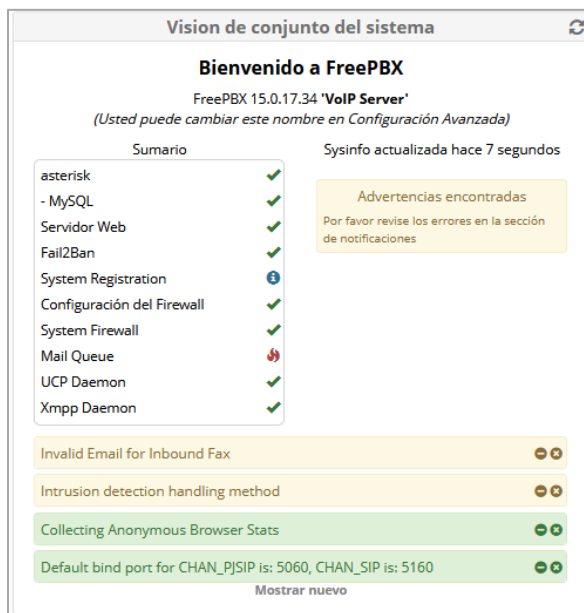 Vision de conjunto del sistema
Bienvenido a FreePBX
FreePBX 15.0.17.34 'VoIP Server'
(Usted puede cambiar este nombre en Configuración Avanzada)
Sumario
asterisk
- MySQL
Servidor Web
Fail2Ban
System Registration
Configuración del Firewall
System Firewall
Mail Queue
UCP Daemon
Xmpp Daemon
Sysinfo actualizada hace 7 segundos
Advertencias encontradas
Por favor revise los errores en la sección
de notificaciones
Invalid Email for Inbound Fax
Intrusion detection handling method
Collecting Anonymous Browser Stats
Default bind port for CHAN_PJSIP is: 5060, CHAN_SIP is: 5160
Mostrar nuevo